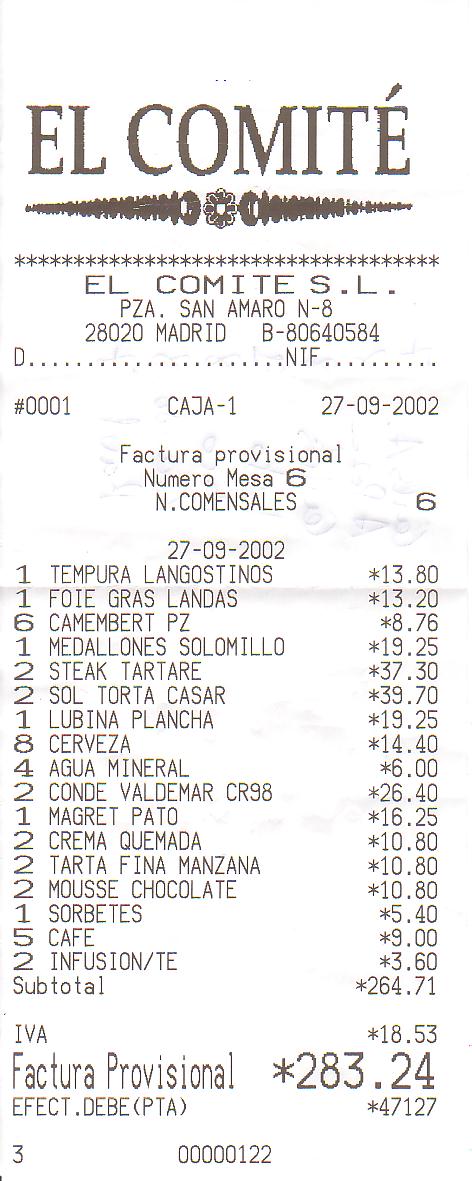 EL COMITÉ
************************************
EL COMITE S.L.
PZA. SAN AMARO N-8
28020 MADRID B-80640584
D......................NIF..........
#0001 CAJA-1 27-09-2002
Factura provisional
Numero Mesa 6
N.COMENSALES 6
27-09-2002
1 TEMPURA LANGOSTINOS *13.80
1 FOIE GRAS LANDAS *13.20
6 CAMEMBERT PZ *8.76
1 MEDALLONES SOLOMILLO *19.25
2 STEAK TARTARE *37.30
2 SOL TORTA CASAR *39.70
1 LUBINA PLANCHA *19.25
8 CERVEZA *14.40
4 AGUA MINERAL *6.00
2 CONDE VALDEMAR CR98 *26.40
1 MAGRET PATO *16.25
2 CREMA QUEMADA *10.80
2 TARTA FINA MANZANA *10.80
2 MOUSSE CHOCOLATE *10.80
1 SORBETES *5.40
5 CAFE *9.00
2 INFUSION/TE *3.60
Subtotal *264.71
IVA *18.53
Factura Provisional *283.24
EFECT.DEBE(PTA) *47127
3 00000122